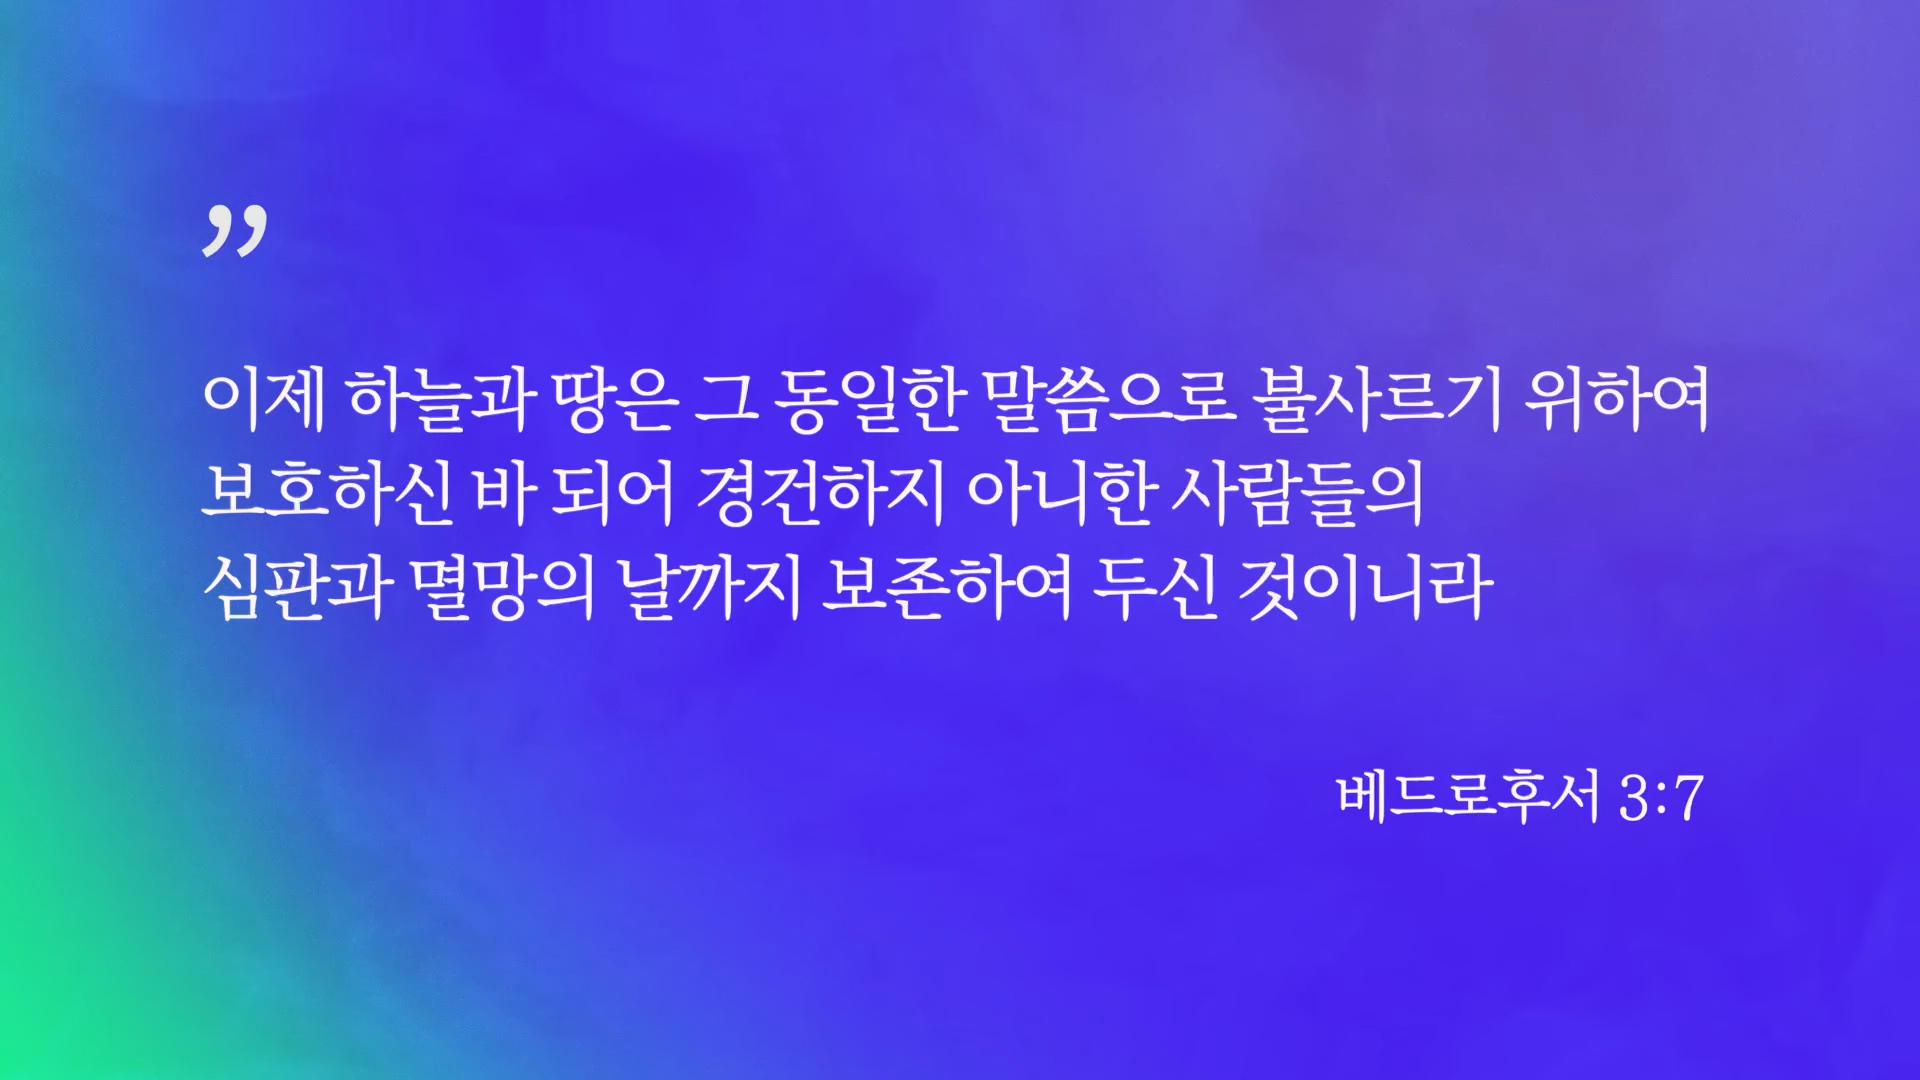 ”
이제 하늘과 땅은 그 동일한 말씀으로 불사르기 위하여
보호하신 바 되어 경건하지 아니한 사람들의
심판과 멸망의 날까지 보존하여 두신 것이니라
베드로후서 3:7